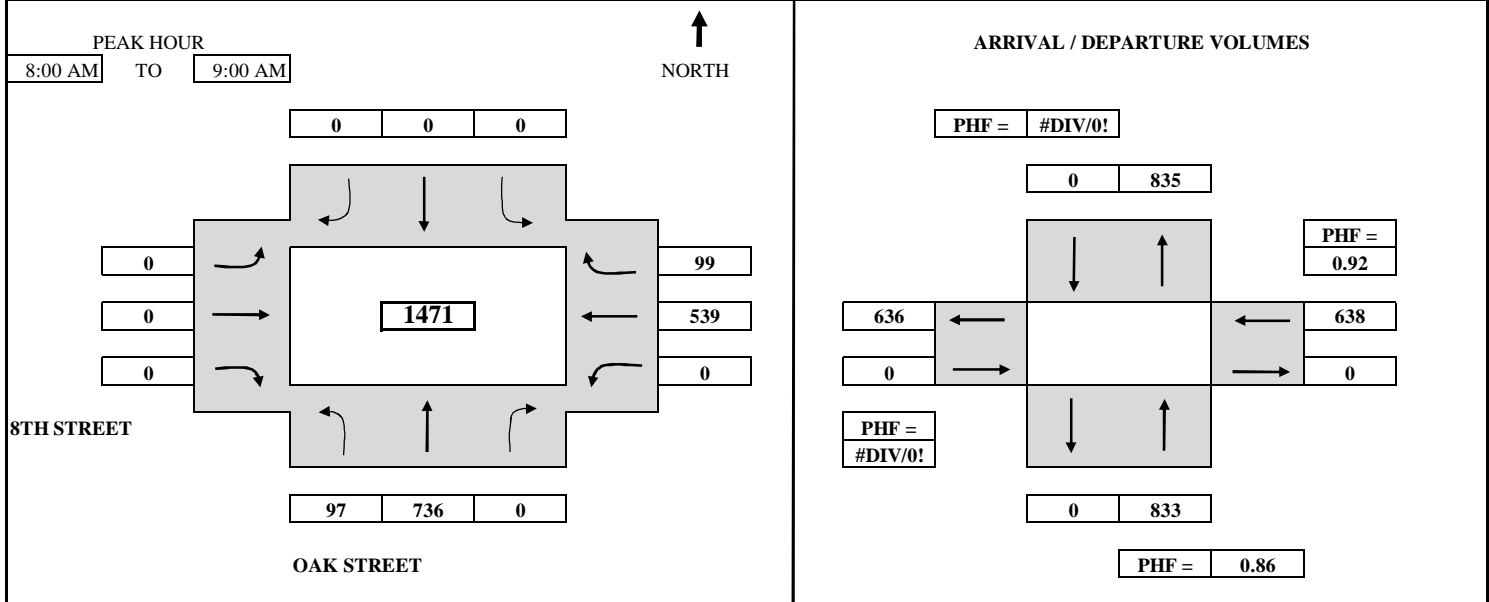 PEAK HOUR
8:00 AM TO 9:00 AM
NORTH
0 0 0
0 99
0 1471 539
0 0
8TH STREET
97 736 0
OAK STREET
ARRIVAL / DEPARTURE VOLUMES
PHF = #DIV/0!
0 835
PHF =
0.92
636 638
0 0
PHF =
#DIV/0!
0 833
PHF = 0.86